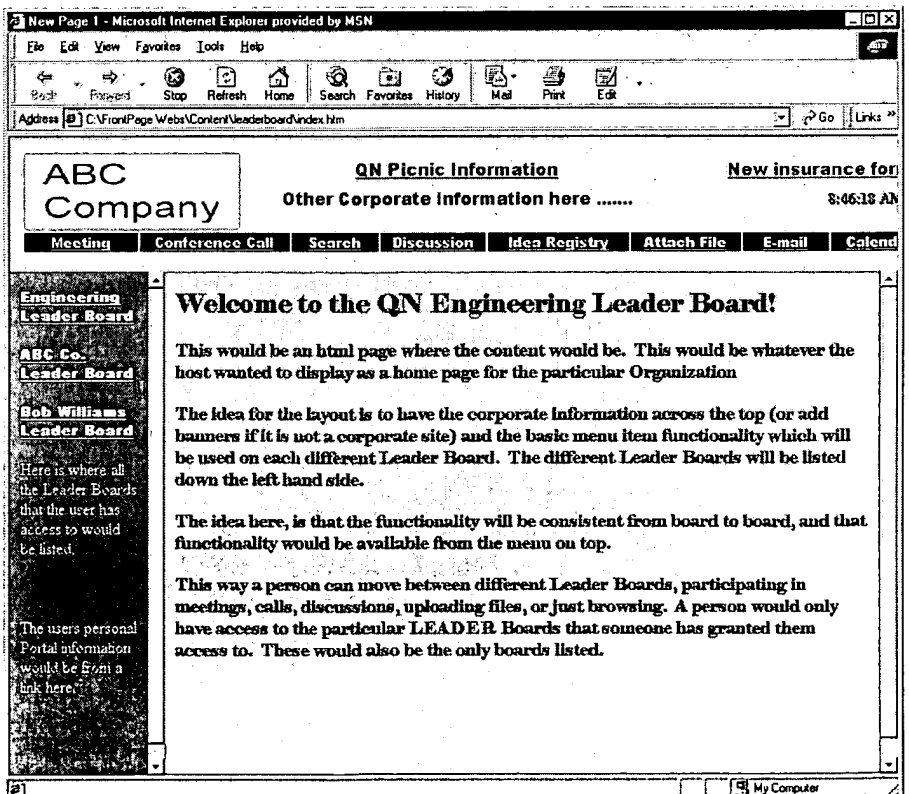 New Page 1 - Microsoft Internet Explorer provided by MSN
File Edit View Favorites Tools Help
Back Forward Stop Refresh Home Search Favorites History Mail Print Edit
Address C:\FrontPage Webs\Content\leaderboard\index.htm Go Links »
ABC
Company
QN Picnic Information New insurance for
Other Corporate Information here .......
8:46:18 AM
Meeting Conference Call Search Discussion Idea Registry Attach File E-mail Calend
Engineering
Leader Board
ABC Co.
Leader Board
Bob Williams
Leader Board
Here is where all
the Leader Boards
that the user has
access to would
be listed.
The users personal
Portal information
would be from a
link here.
Welcome to the QN Engineering Leader Board!
This would be an html page where the content would be. This would be whatever the
host wanted to display as a home page for the particular Organization
The idea for the layout is to have the corporate information across the top (or add
banners if it is not a corporate site) and the basic menu item functionality which will
be used on each different Leader Board. The different Leader Boards will be listed
down the left hand side.
The idea here, is that the functionality will be consistent from board to board, and that
functionality would be available from the menu on top.
This way a person can move between different Leader Boards, participating in
meetings, calls, discussions, uploading files, or just browsing. A person would only
have access to the particular LEADER Boards that someone has granted them
access to. These would also be the only boards listed.
My Computer